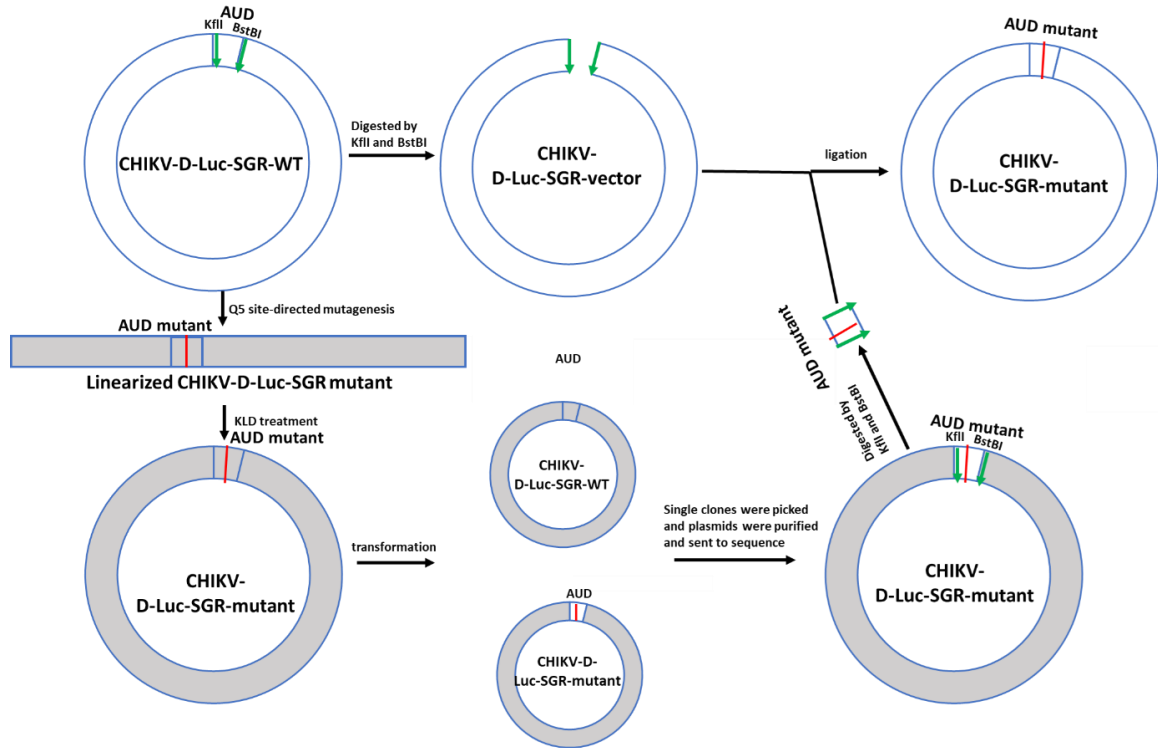 AUD
KflI
BstBI
CHIKV-D-Luc-SGR-WT
Digested by
KflI and BstBI
CHIKV-
D-Luc-SGR-vector
ligation
AUD mutant
CHIKV-
D-Luc-SGR-mutant
Q5 site-directed mutagenesis
AUD mutant
Linearized CHIKV-D-Luc-SGR mutant
KLD treatment
AUD mutant
CHIKV-
D-Luc-SGR-mutant
transformation
AUD
CHIKV-
D-Luc-SGR-WT
AUD
CHIKV-D-
Luc-SGR-mutant
Single clones were picked
and plasmids were purified
and sent to sequence
AUD mutant
Digested by
KflI and BstBI
AUD mutant
KflI
BstBI
CHIKV-
D-Luc-SGR-mutant